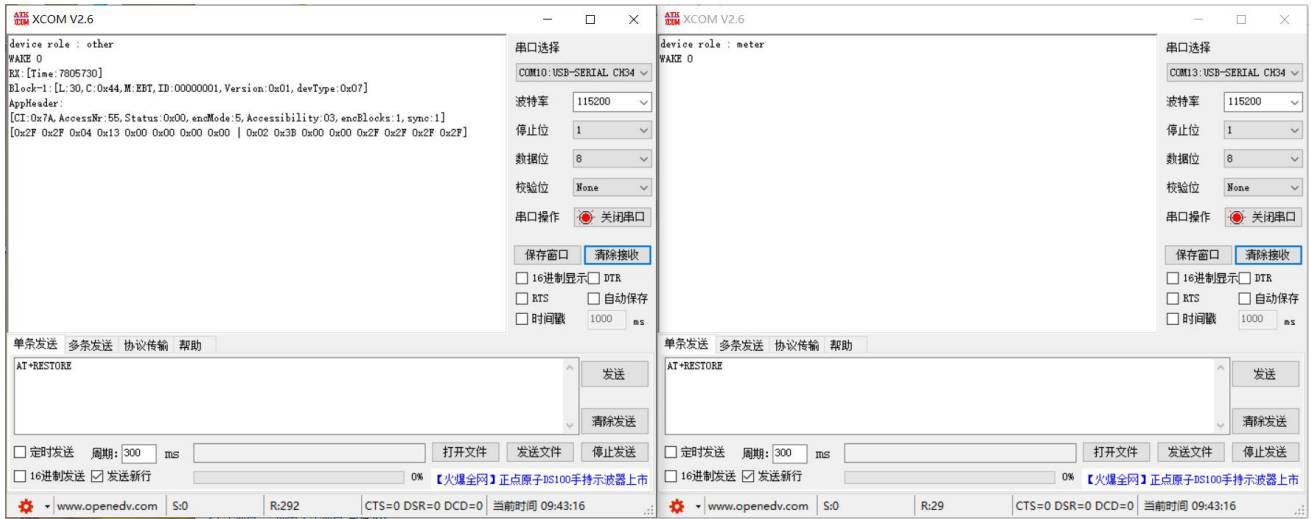 XCOM V2.6
device role : other
WAKE 0
RX:[Time:7805730]
Block-1:[L:30,C:0x44,M:EBT,ID:00000001,Version:0x01,devType:0x07]
AppHeader:
[CI:0x7A,AccessNr:55,Status:0x00,encMode:5,Accessibility:03,encBlocks:1,sync:1]
[0x2F 0x2F 0x04 0x13 0x00 0x00 0x00 0x00 | 0x02 0x3B 0x00 0x00 0x2F 0x2F 0x2F 0x2F]
串口选择
COM10:USB-SERIAL CH34
波特率 115200
停止位 1
数据位 8
校验位 None
串口操作 关闭串口
保存窗口 清除接收
16进制显示 DTR
RTS 自动保存
时间戳 1000 ms
单条发送 多条发送 协议传输 帮助
AT+RESTORE
发送
清除发送
定时发送 周期: 300 ms 打开文件 发送文件 停止发送
16进制发送 发送新行 0% 【火爆全网】正点原子DS100手持示波器上市
www.openedv.com S:0 R:292 CTS=0 DSR=0 DCD=0 当前时间 09:43:16
XCOM V2.6
device role : meter
WAKE 0
串口选择
COM13:USB-SERIAL CH34
波特率 115200
停止位 1
数据位 8
校验位 None
串口操作 关闭串口
保存窗口 清除接收
16进制显示 DTR
RTS 自动保存
时间戳 1000 ms
单条发送 多条发送 协议传输 帮助
AT+RESTORE
发送
清除发送
定时发送 周期: 300 ms 打开文件 发送文件 停止发送
16进制发送 发送新行 0% 【火爆全网】正点原子DS100手持示波器上市
www.openedv.com S:0 R:29 CTS=0 DSR=0 DCD=0 当前时间 09:43:16